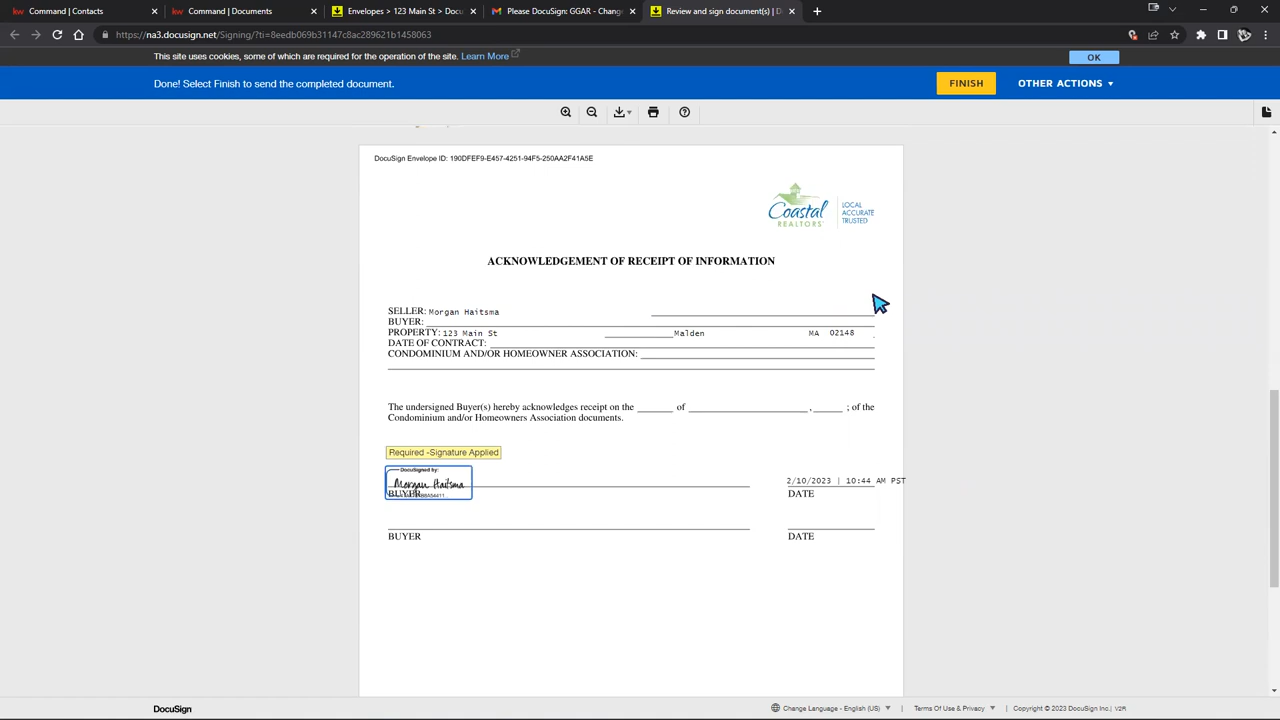 Command | Contacts
Command | Documents
Envelopes > 123 Main St > Docu
Please DocuSign: GGAR - Chang
Review and sign document(s) | D
https://na3.docusign.net/Signing/?ti=8eedb069b31147c8ac289621b1458063
This site uses cookies, some of which are required for the operation of the site. Learn More
OK
Done! Select Finish to send the completed document.
FINISH
OTHER ACTIONS
DocuSign Envelope ID: 190DFEF9-E457-4251-94F5-250AA2F41A5E
Coastal
REALTORS
LOCAL
ACCURATE
TRUSTED
ACKNOWLEDGEMENT OF RECEIPT OF INFORMATION
SELLER: Morgan Haitsma
BUYER:
PROPERTY: 123 Main St Malden MA 02148
DATE OF CONTRACT:
CONDOMINIUM AND/OR HOMEOWNER ASSOCIATION:
The undersigned Buyer(s) hereby acknowledges receipt on the ______ of ____________________, _____ ; of the
Condominium and/or Homeowners Association documents.
Required - Signature Applied
DocuSigned by:
Morgan Haitsma
2/10/2023 | 10:44 AM PST
BUYER DATE
BUYER DATE
DocuSign
Change Language - English (US)
Terms Of Use & Privacy
Copyright © 2023 DocuSign Inc. | V2R